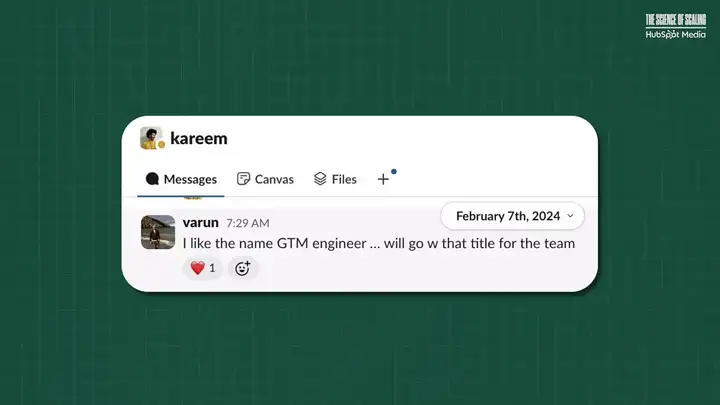 THE SCIENCE OF SCALING
HubSpot Media
kareem
Messages Canvas Files +
February 7th, 2024
varun 7:29 AM
I like the name GTM engineer ... will go w that title for the team
❤️ 1